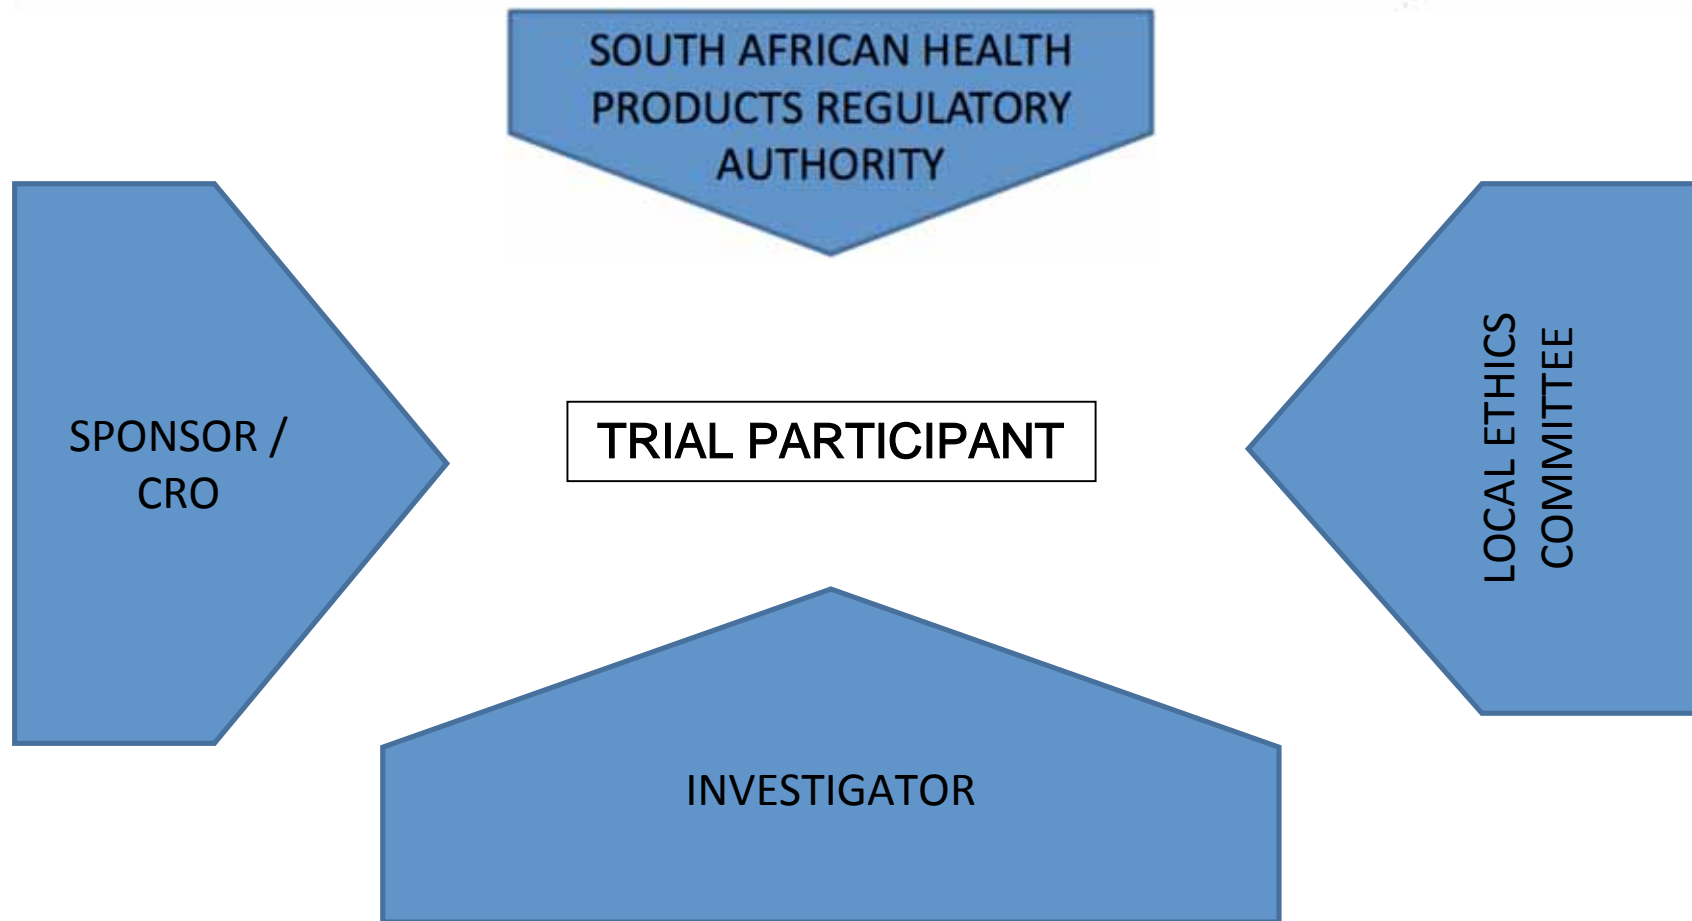 SOUTH AFRICAN HEALTH
PRODUCTS REGULATORY
AUTHORITY
SPONSOR /
CRO
TRIAL PARTICIPANT
LOCAL ETHICS
COMMITTEE
INVESTIGATOR